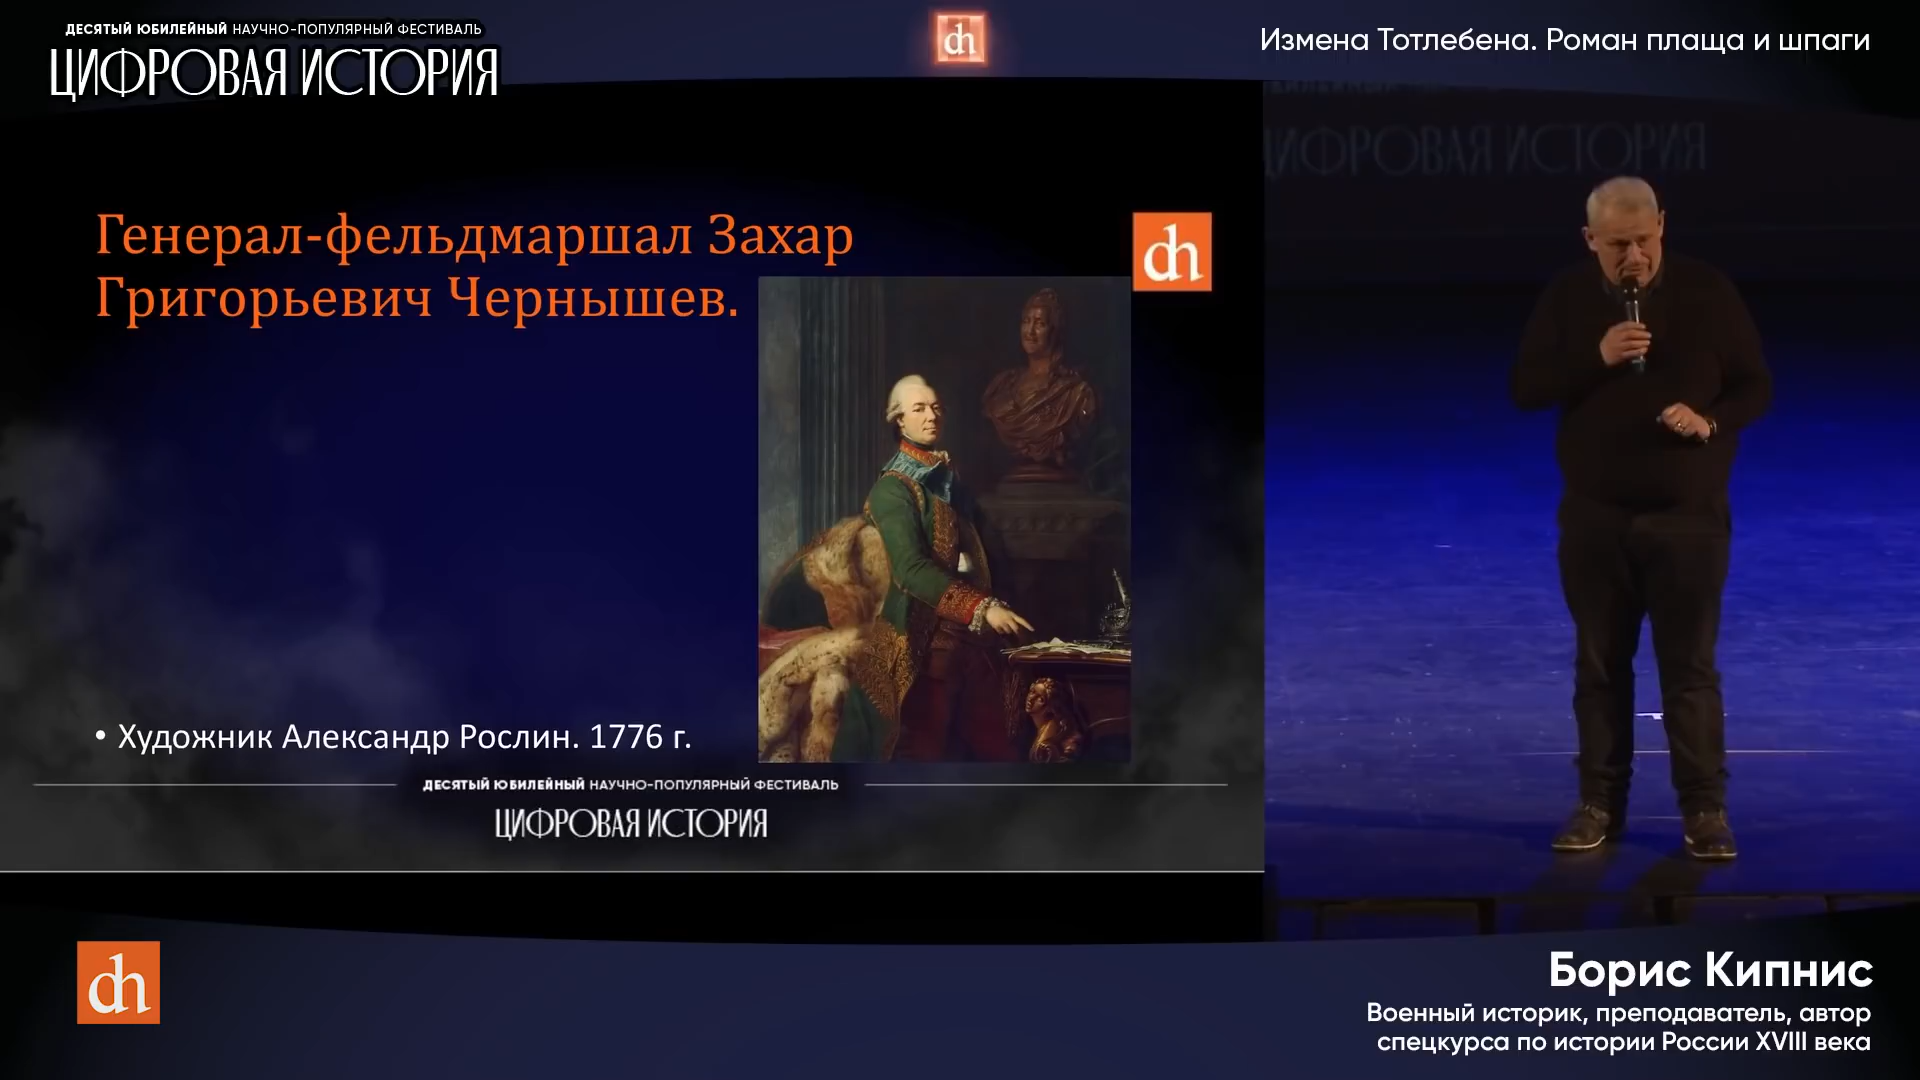 ДЕСЯТЫЙ ЮБИЛЕЙНЫЙ НАУЧНО-ПОПУЛЯРНЫЙ ФЕСТИВАЛЬ
ЦИФРОВАЯ ИСТОРИЯ
dh
Измена Тотлебена. Роман плаща и шпаги
ЦИФРОВАЯ ИСТОРИЯ
Генерал-фельдмаршал Захар
Григорьевич Чернышев.
dh
• Художник Александр Рослин. 1776 г.
ДЕСЯТЫЙ ЮБИЛЕЙНЫЙ НАУЧНО-ПОПУЛЯРНЫЙ ФЕСТИВАЛЬ
ЦИФРОВАЯ ИСТОРИЯ
dh
Борис Кипнис
Военный историк, преподаватель, автор
спецкурса по истории России XVIII века